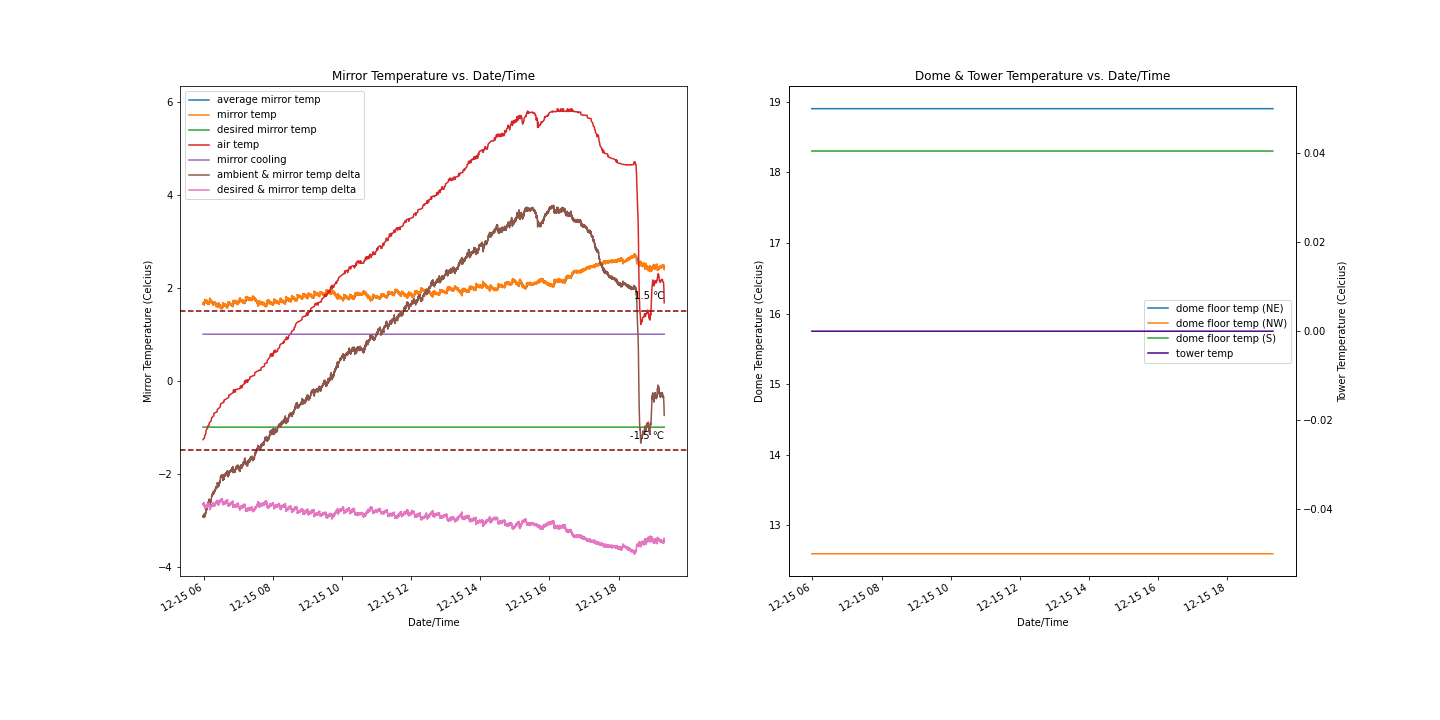 Mirror Temperature vs. Date/Time
average mirror temp
mirror temp
desired mirror temp
air temp
mirror cooling
ambient & mirror temp delta
desired & mirror temp delta
6
4
2
0
−2
−4
Mirror Temperature (Celcius)
1.5 °C
-1.5 °C
12-15 06
12-15 08
12-15 10
12-15 12
12-15 14
12-15 16
12-15 18
Date/Time
Dome & Tower Temperature vs. Date/Time
19
18
17
16
15
14
13
Dome Temperature (Celcius)
dome floor temp (NE)
dome floor temp (NW)
dome floor temp (S)
tower temp
0.04
0.02
0.00
−0.02
−0.04
Tower Temperature (Celcius)
12-15 06
12-15 08
12-15 10
12-15 12
12-15 14
12-15 16
12-15 18
Date/Time